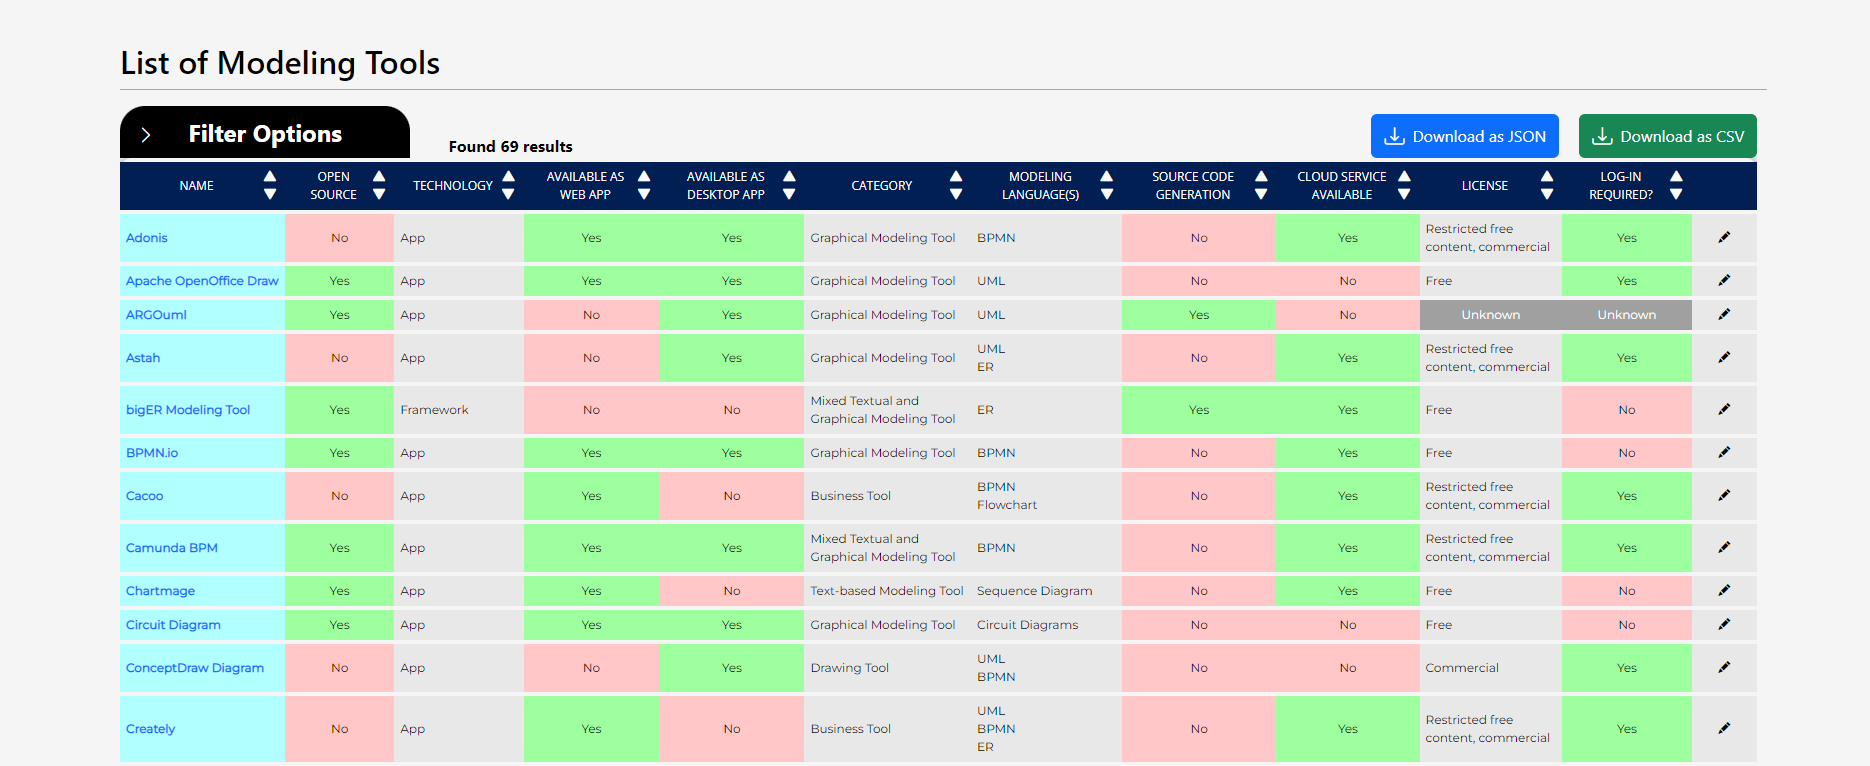 List of Modeling Tools
Filter Options
Found 69 results
Download as JSON
Download as CSV
NAME OPEN SOURCE TECHNOLOGY AVAILABLE AS WEB APP AVAILABLE AS DESKTOP APP CATEGORY MODELING LANGUAGE(S) SOURCE CODE GENERATION CLOUD SERVICE AVAILABLE LICENSE LOG-IN REQUIRED?
Adonis No App Yes Yes Graphical Modeling Tool BPMN No Yes Restricted free content, commercial Yes
Apache OpenOffice Draw Yes App Yes Yes Graphical Modeling Tool UML No No Free Yes
ARGOuml Yes App No Yes Graphical Modeling Tool UML Yes No Unknown Unknown
Astah No App No Yes Graphical Modeling Tool UML ER No Yes Restricted free content, commercial Yes
bigER Modeling Tool Yes Framework No No Mixed Textual and Graphical Modeling Tool ER Yes Yes Free No
BPMN.io Yes App Yes Yes Graphical Modeling Tool BPMN No Yes Free No
Cacoo No App Yes No Business Tool BPMN Flowchart No Yes Restricted free content, commercial Yes
Camunda BPM Yes App Yes Yes Mixed Textual and Graphical Modeling Tool BPMN No Yes Restricted free content, commercial Yes
Chartmage Yes App Yes No Text-based Modeling Tool Sequence Diagram No Yes Free No
Circuit Diagram Yes App Yes Yes Graphical Modeling Tool Circuit Diagrams No No Free No
ConceptDraw Diagram No App No Yes Drawing Tool UML BPMN No No Commercial Yes
Creately No App Yes No Business Tool UML BPMN ER No Yes Restricted free content, commercial Yes